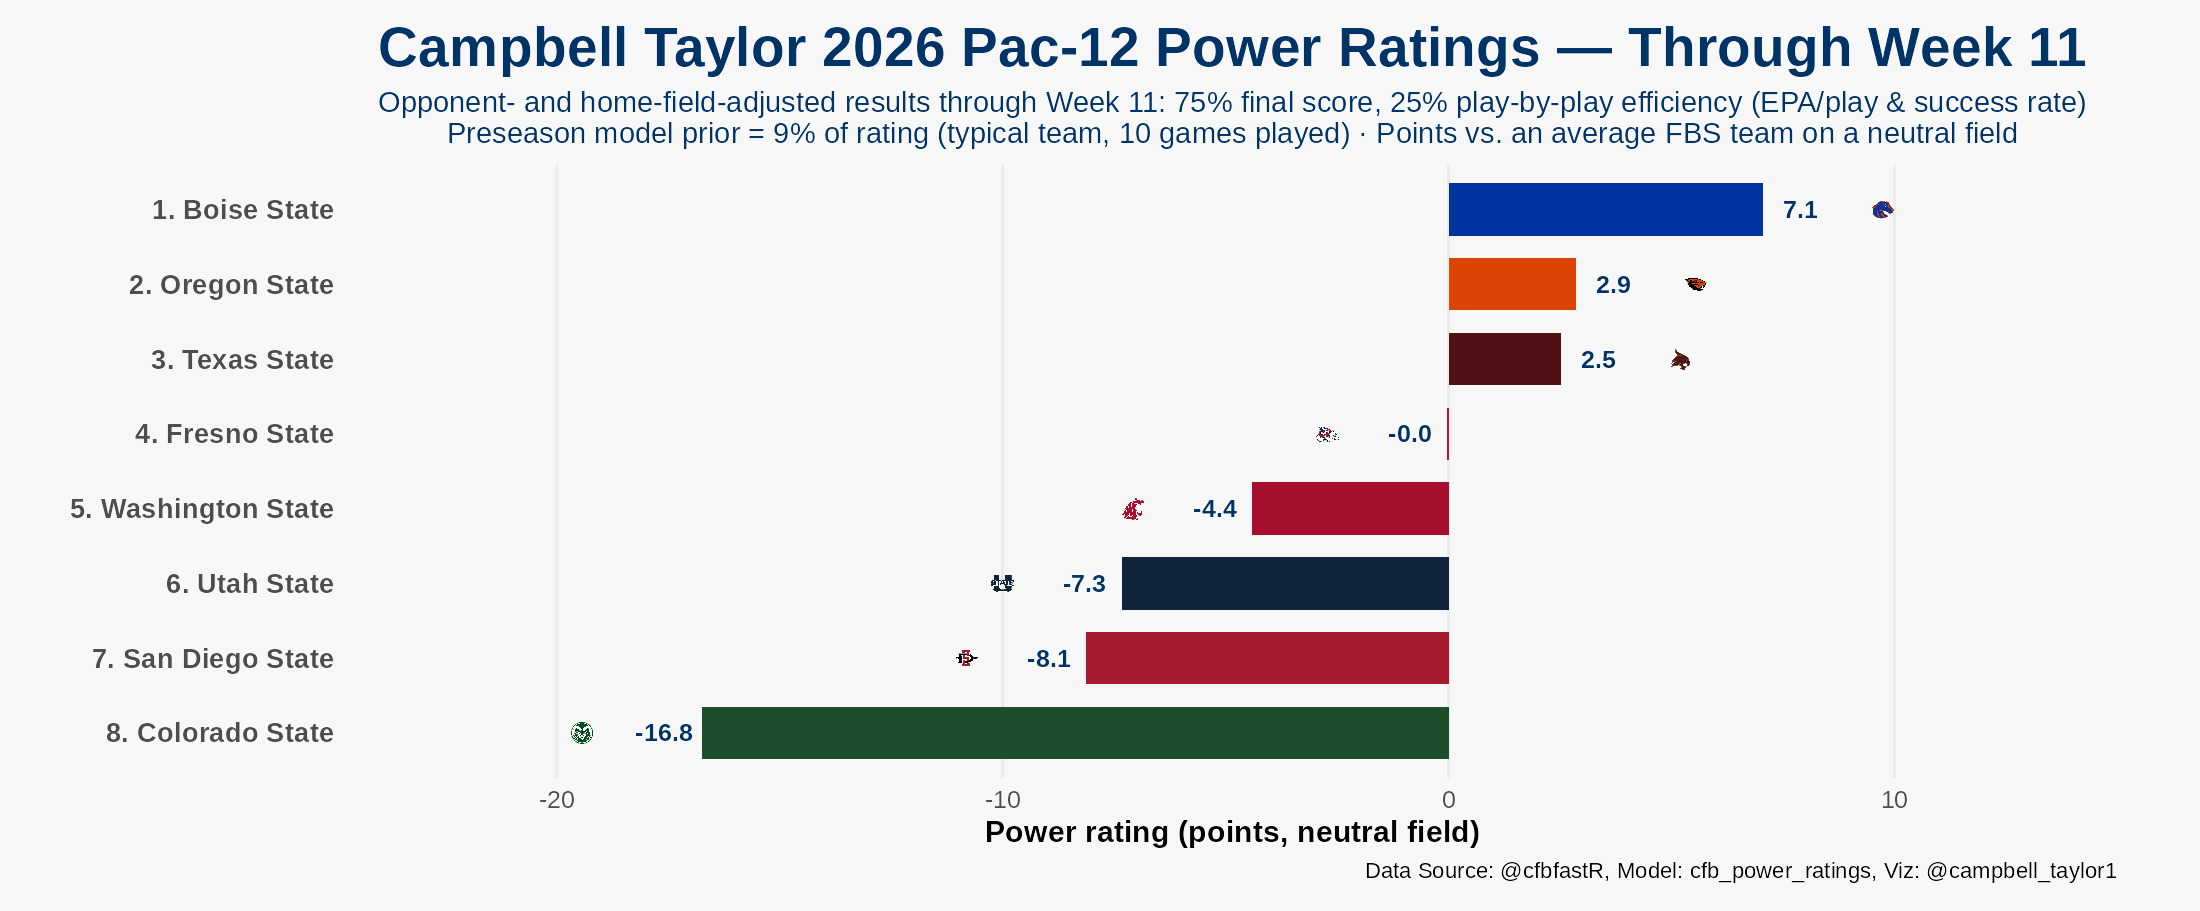 Campbell Taylor 2026 Pac-12 Power Ratings — Through Week 11
Opponent- and home-field-adjusted results through Week 11: 75% final score, 25% play-by-play efficiency (EPA/play & success rate)
Preseason model prior = 9% of rating (typical team, 10 games played) · Points vs. an average FBS team on a neutral field
1. Boise State 7.1
2. Oregon State 2.9
3. Texas State 2.5
4. Fresno State -0.0
5. Washington State -4.4
6. Utah State -7.3
7. San Diego State -8.1
8. Colorado State -16.8
-20 -10 0 10
Power rating (points, neutral field)
Data Source: @cfbfastR, Model: cfb_power_ratings, Viz: @campbell_taylor1